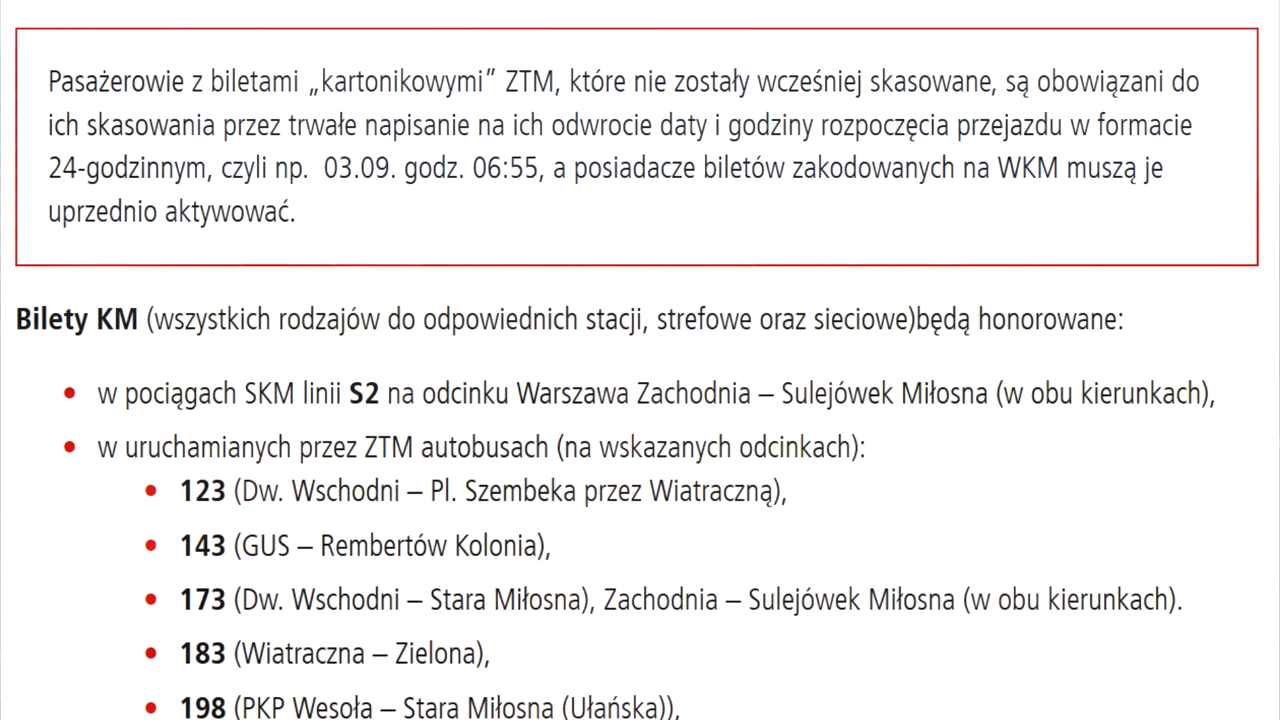 Pasażerowie z biletami „kartonikowymi” ZTM, które nie zostały wcześniej skasowane, są obowiązani do
ich skasowania przez trwałe napisanie na ich odwrocie daty i godziny rozpoczęcia przejazdu w formacie
24-godzinnym, czyli np. 03.09. godz. 06:55, a posiadacze biletów zakodowanych na WKM muszą je
uprzednio aktywować.
Bilety KM (wszystkich rodzajów do odpowiednich stacji, strefowe oraz sieciowe)będą honorowane:
• w pociągach SKM linii S2 na odcinku Warszawa Zachodnia – Sulejówek Miłosna (w obu kierunkach),
• w uruchamianych przez ZTM autobusach (na wskazanych odcinkach):
• 123 (Dw. Wschodni – Pl. Szembeka przez Wiatraczną),
• 143 (GUS – Rembertów Kolonia),
• 173 (Dw. Wschodni – Stara Miłosna), Zachodnia – Sulejówek Miłosna (w obu kierunkach).
• 183 (Wiatraczna – Zielona),
• 198 (PKP Wesoła – Stara Miłosna (Ułańska)),